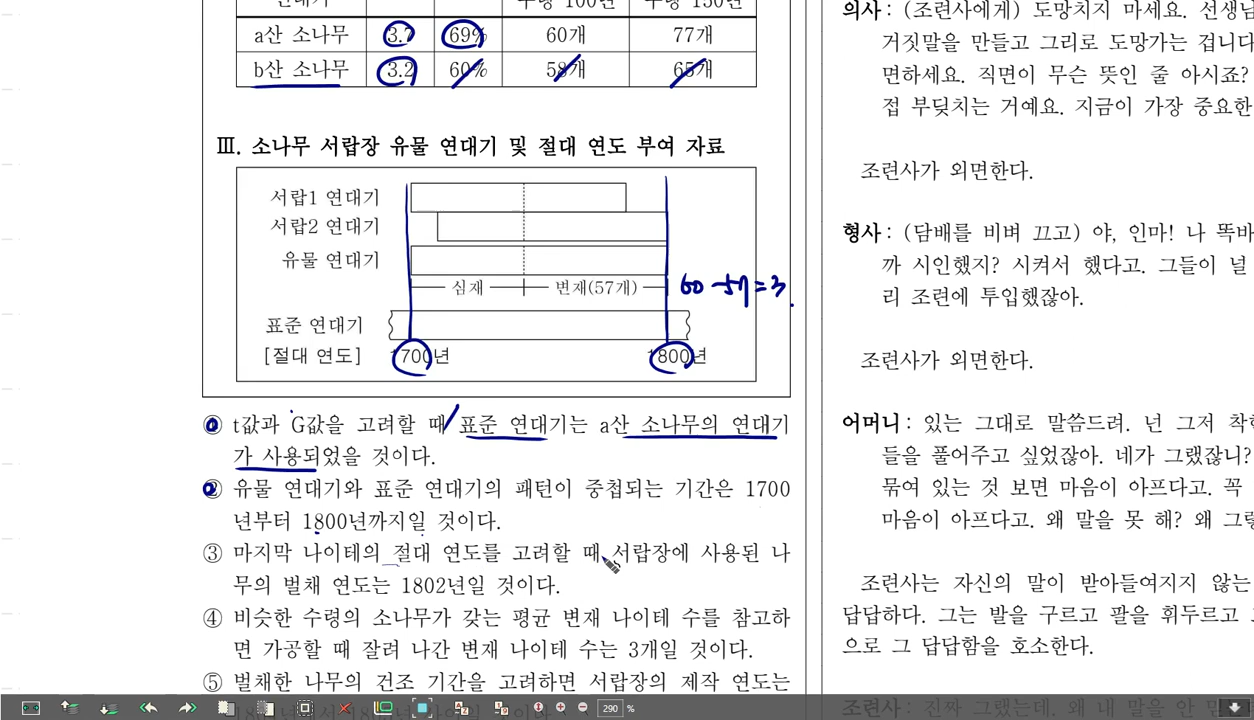 수령 100년 수령 150년
a산 소나무 3.7 69% 60개 77개
b산 소나무 3.2 60% 58개 65개
Ⅲ. 소나무 서랍장 유물 연대기 및 절대 연도 부여 자료
서랍1 연대기
서랍2 연대기
유물 연대기
심재 변재(57개) 60-57=3.
표준 연대기
[절대 연도] 1700년 1800년
① t값과 G값을 고려할 때 표준 연대기는 a산 소나무의 연대기
가 사용되었을 것이다.
② 유물 연대기와 표준 연대기의 패턴이 중첩되는 기간은 1700
년부터 1800년까지일 것이다.
③ 마지막 나이테의 절대 연도를 고려할 때 서랍장에 사용된 나
무의 벌채 연도는 1802년일 것이다.
④ 비슷한 수령의 소나무가 갖는 평균 변재 나이테 수를 참고하
면 가공할 때 잘려 나간 변재 나이테 수는 3개일 것이다.
⑤ 벌채한 나무의 건조 기간을 고려하면 서랍장의 제작 연도는
의사: (조련사에게) 도망치지 마세요. 선생님
거짓말을 만들고 그리로 도망가는 겁니다
면하세요. 직면이 무슨 뜻인 줄 아시죠?
접 부딪치는 거예요. 지금이 가장 중요한
조련사가 외면한다.
형사: (담배를 비벼 끄고) 야, 인마! 나 똑바
까 시인했지? 시켜서 했다고. 그들이 널
리 조련에 투입했잖아.
조련사가 외면한다.
어머니: 있는 그대로 말씀드려. 넌 그저 착
들을 풀어주고 싶었잖아. 네가 그랬잖니?
묶여 있는 것 보면 마음이 아프다고. 꼭
마음이 아프다고. 왜 말을 못 해? 왜 그
조련사는 자신의 말이 받아들여지지 않는
답답하다. 그는 발을 구르고 팔을 휘두르고
으로 그 답답함을 호소한다.
조련사: 진짜 그랬는데. 왜 내 말을 안
290 %